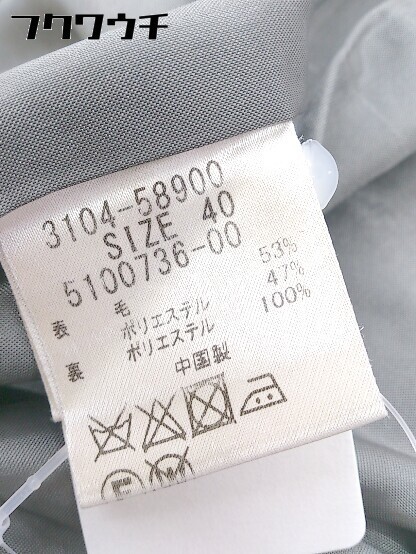 フクワウチ
3104-58900
SIZE 40
5100736-00
表 毛 53%
ポリエステル 47%
裏 ポリエステル 100%
中国製